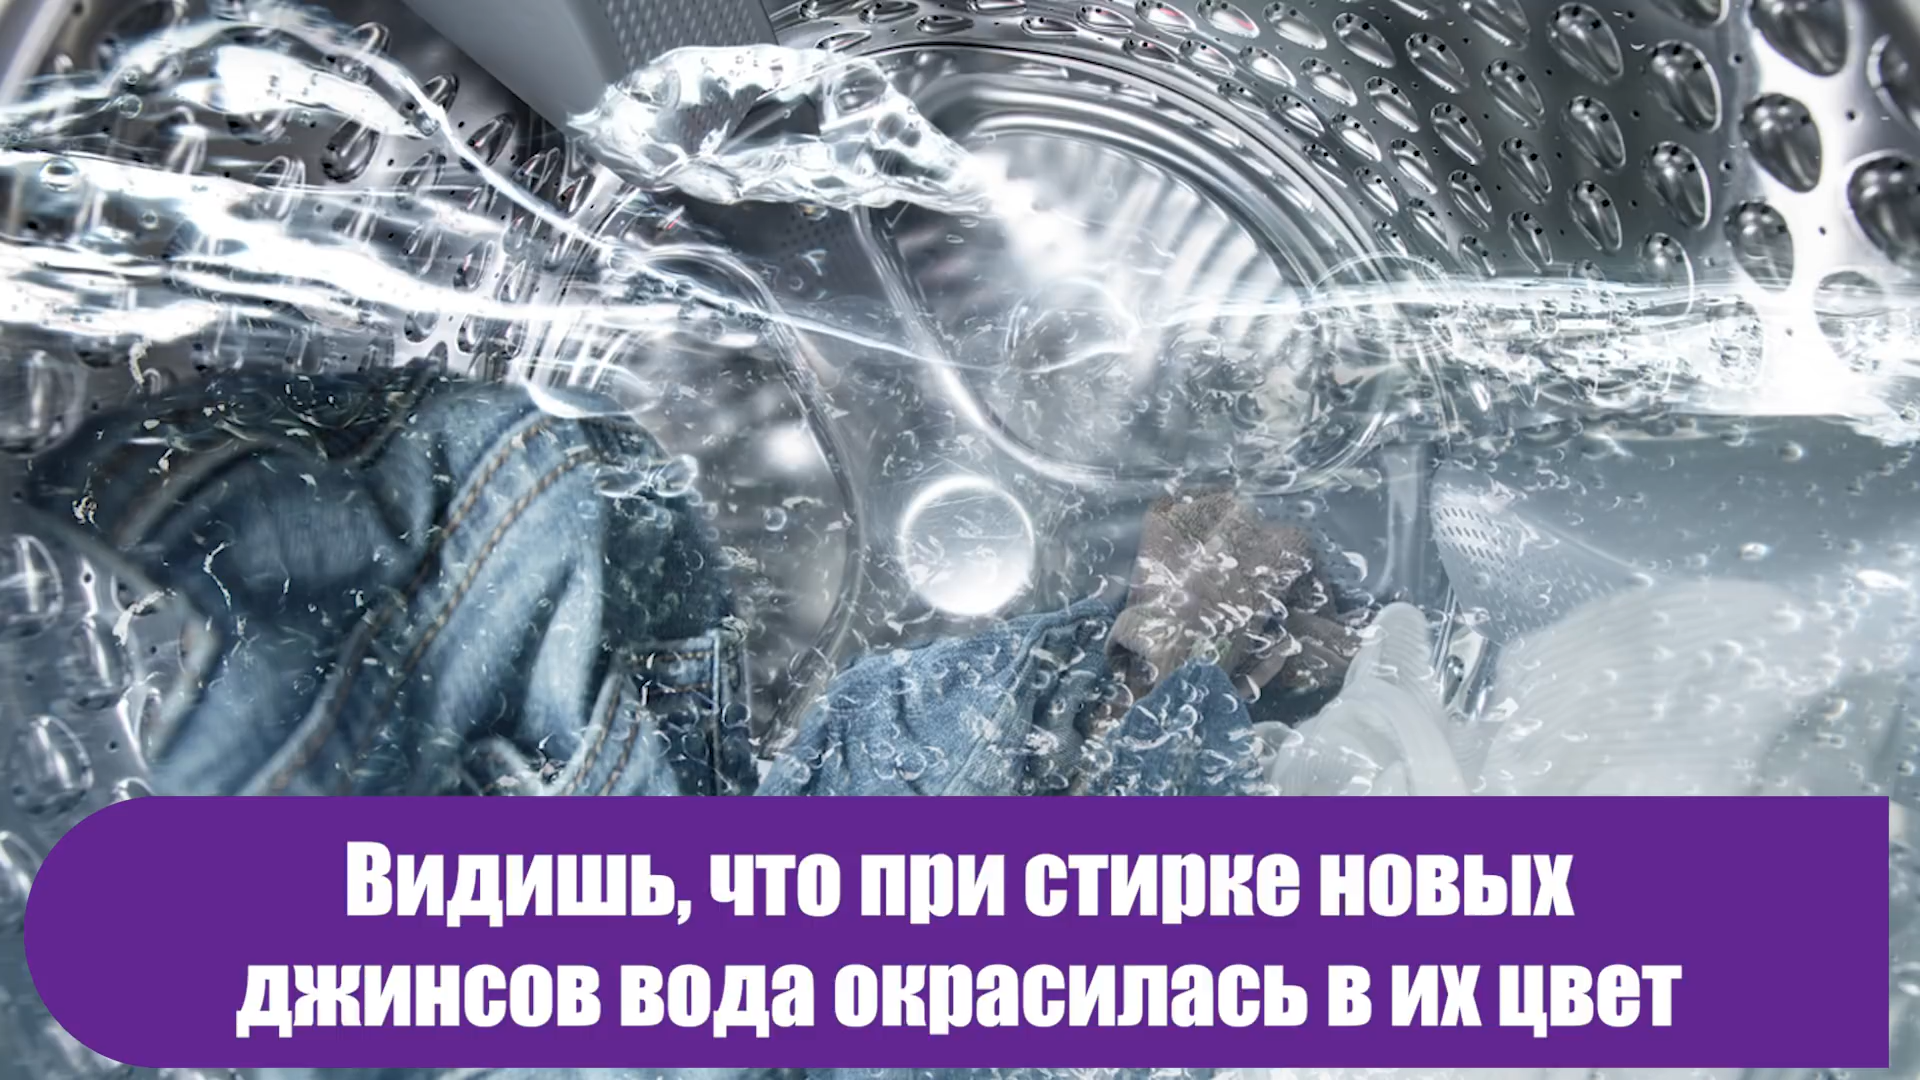 Видишь, что при стирке новых
джинсов вода окрасилась в их цвет